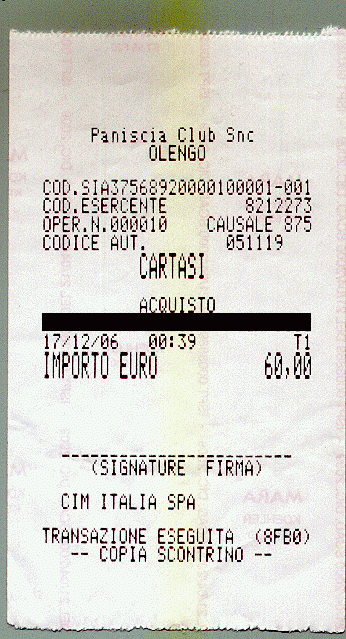 Paniscia Club Snc
OLENGO
COD.SIA37568920000100001-001
COD.ESERCENTE 8212273
OPER.N.000010 CAUSALE 875
CODICE AUT. 051119
CARTASI
ACQUISTO
17/12/06 00:39 T1
IMPORTO EURO 60,00
(SIGNATURE FIRMA)
CIM ITALIA SPA
TRANSAZIONE ESEGUITA (8FB0)
-- COPIA SCONTRINO --